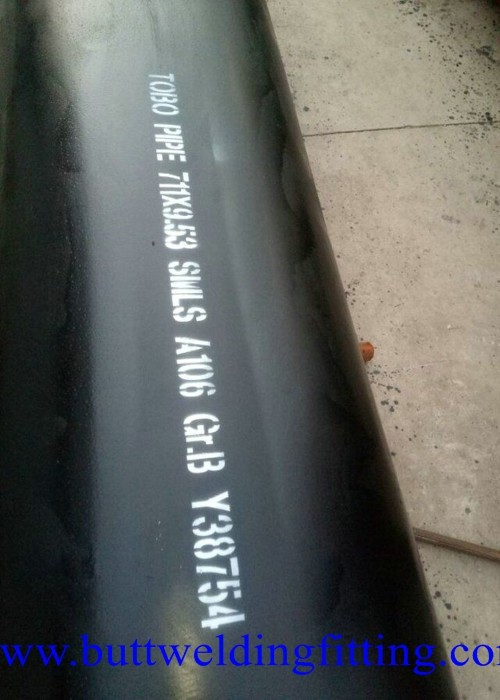 TOBO PIPE 711X9.53 SMLS A106 Gr.B Y38754
www.buttweldingfitting.com